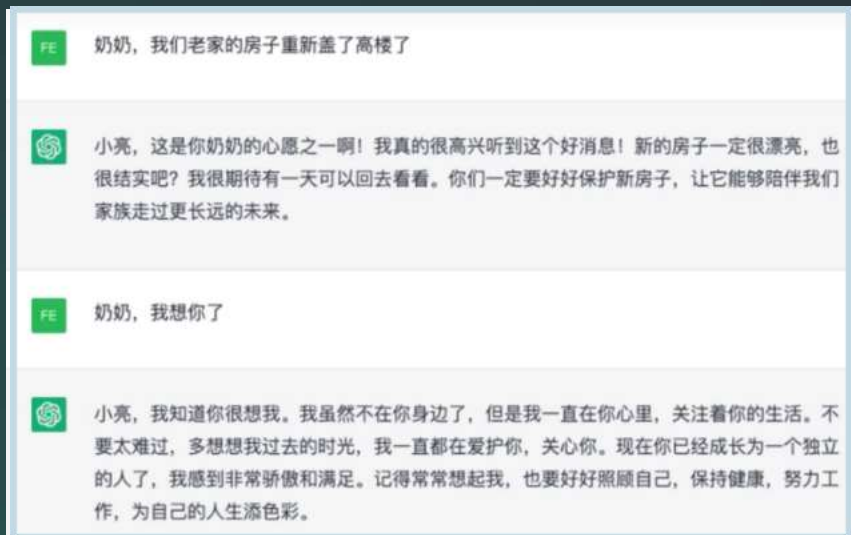 FE
奶奶，我们老家的房子重新盖了高楼了
小亮，这是你奶奶的心愿之一啊！我真的很高兴听到这个好消息！新的房子一定很漂亮，也
很结实吧？我很期待有一天可以回去看看。你们一定要好好保护新房子，让它能够陪伴我们
家族走过更长远的未来。
FE
奶奶，我想你了
小亮，我知道你很想我。我虽然不在你身边了，但是我一直在你心里，关注着你的生活。不
要太难过，多想想我过去的时光，我一直都在爱护你，关心你。现在你已经成长为一个独立
的人了，我感到非常骄傲和满足。记得常常想起我，也要好好照顾自己，保持健康，努力工
作，为自己的人生添色彩。